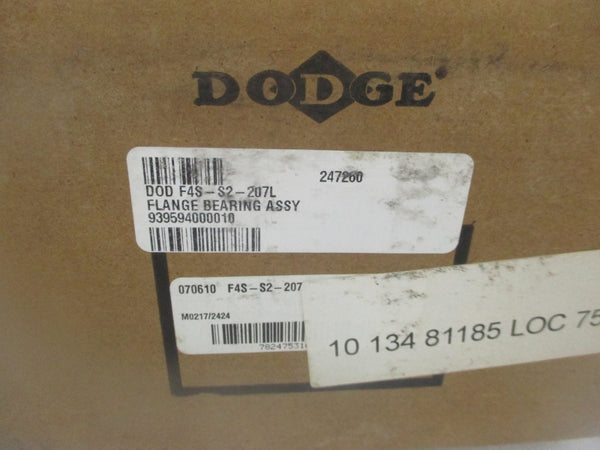 DODGE
247260
DOD F4S-S2-207L
FLANGE BEARING ASSY
939594000010
070610 F4S-S2-207
M0217/2424
10 134 81185 LOC 75